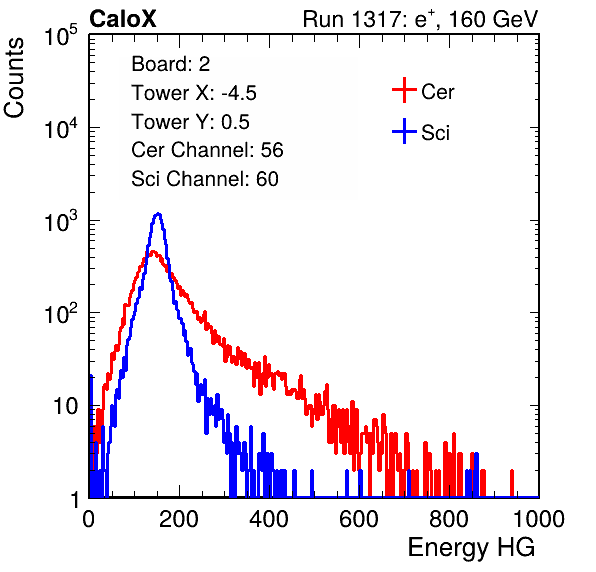 CaloX Run 1317: e⁺, 160 GeV
Counts
10⁵
10⁴
10³
10²
10
1
Board: 2
Tower X: -4.5
Tower Y: 0.5
Cer Channel: 56
Sci Channel: 60
Cer
Sci
0 200 400 600 800 1000
Energy HG